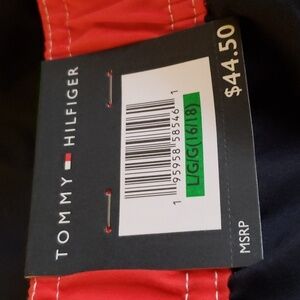 TOMMY HILFIGER
1 95958 58546 1
L/G/G(16/18)
MSRP
$44.50